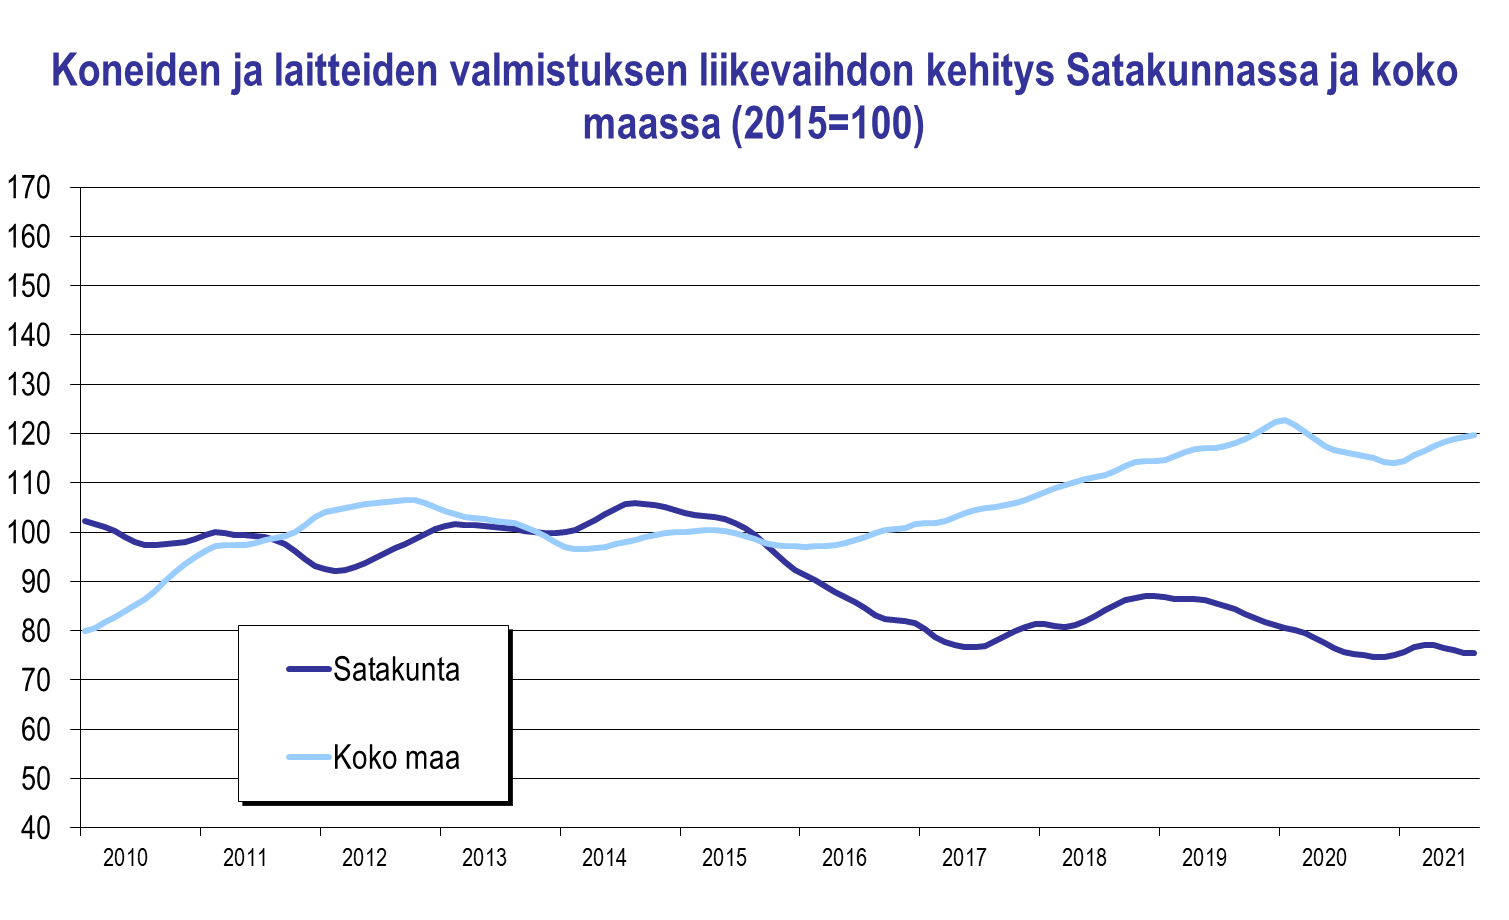 Koneiden ja laitteiden valmistuksen liikevaihdon kehitys Satakunnassa ja koko
maassa (2015=100)
170
160
150
140
130
120
110
100
90
80
70
60
50
40
Satakunta
Koko maa
2010 2011 2012 2013 2014 2015 2016 2017 2018 2019 2020 2021